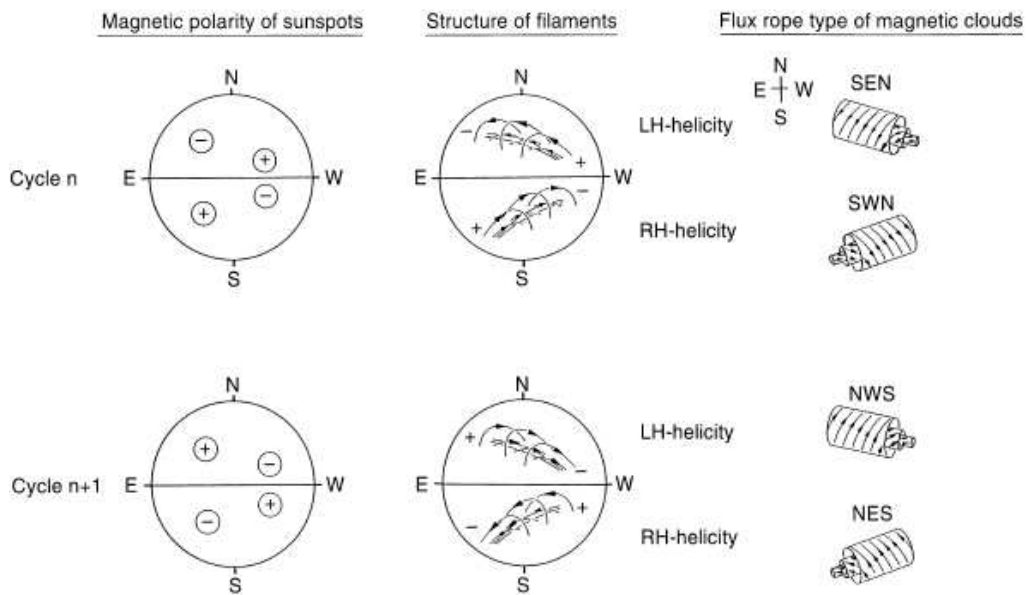 Magnetic polarity of sunspots
Structure of filaments
Flux rope type of magnetic clouds
Cycle n
N
E
−
+
−
+
W
S
N
E
−
+
−
+
W
S
LH-helicity
RH-helicity
N
E W
S
SEN
SWN
Cycle n+1
N
E
+
−
+
−
W
S
N
E
+
−
−
+
W
S
LH-helicity
RH-helicity
NWS
NES